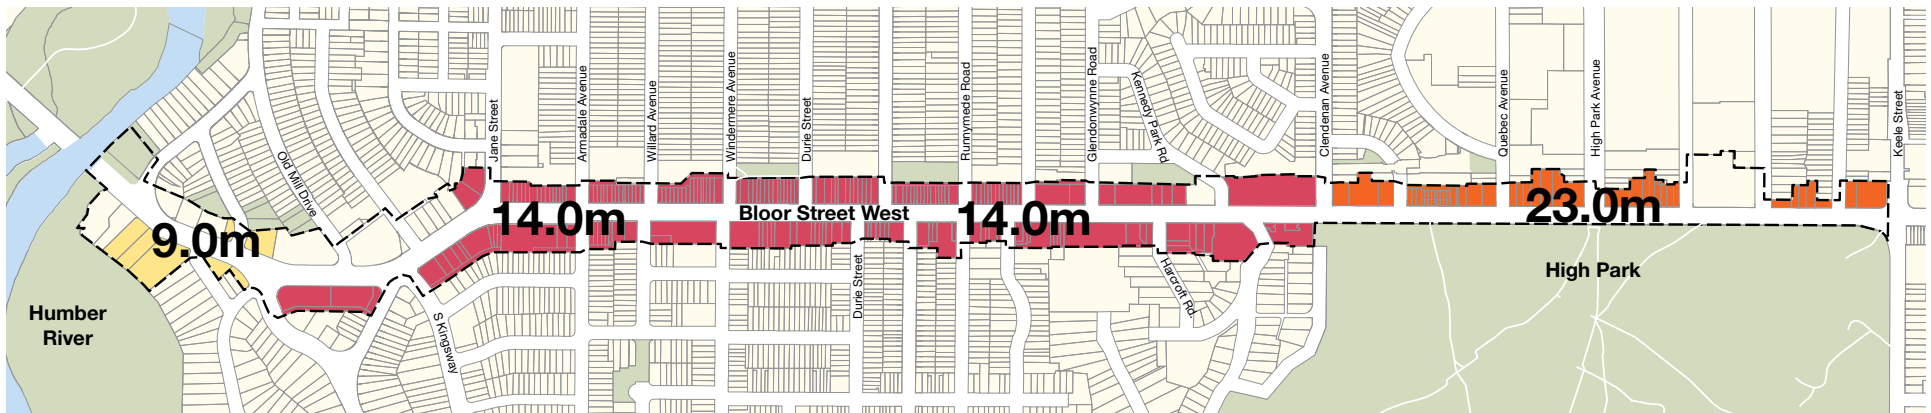 Old Mill Drive
Jane Street
Armadale Avenue
Willard Avenue
Windermere Avenue
Durie Street
Runnymede Road
Glendonwynne Road
Kennedy Park Rd
Clendenan Avenue
Quebec Avenue
High Park Avenue
Keele Street
9.0m
14.0m
Bloor Street West
14.0m
23.0m
Humber
River
S Kingsway
Durie Street
Harcroft Rd.
High Park